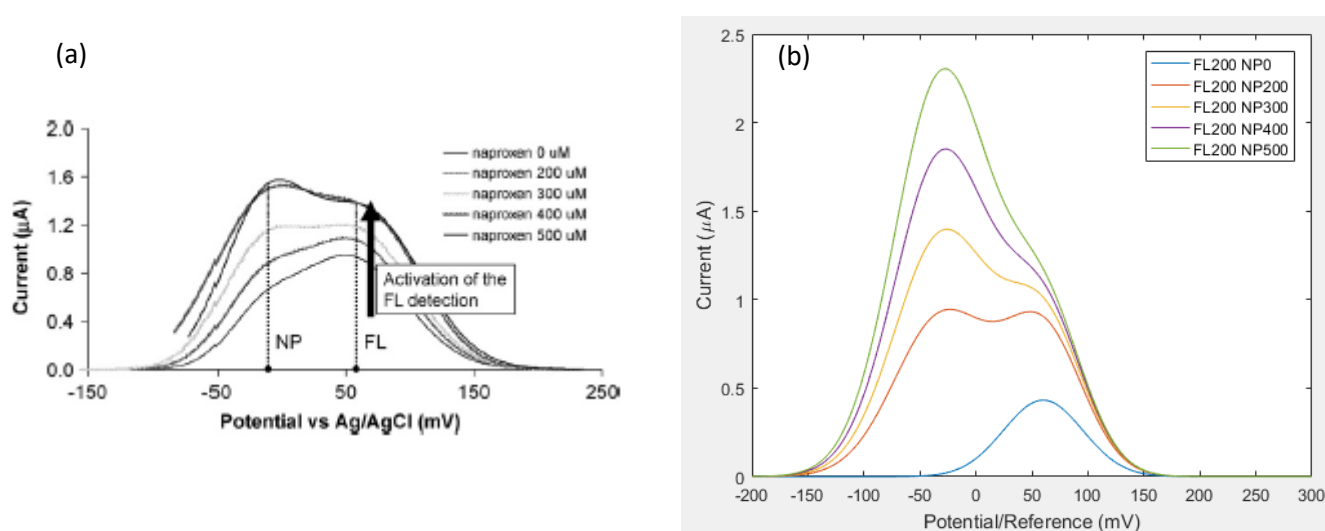 (a)
2.0
1.6
1.2
0.8
0.4
0.0
Current (µA)
naproxen 0 uM
naproxen 200 uM
naproxen 300 uM
naproxen 400 uM
naproxen 500 uM
Activation of the
FL detection
NP
FL
-150
-50
50
150
250
Potential vs Ag/AgCl (mV)
(b)
2.5
2
1.5
1
0.5
0
Current (µA)
FL200 NP0
FL200 NP200
FL200 NP300
FL200 NP400
FL200 NP500
-200
-150
-100
-50
0
50
100
150
200
250
300
Potential/Reference (mV)